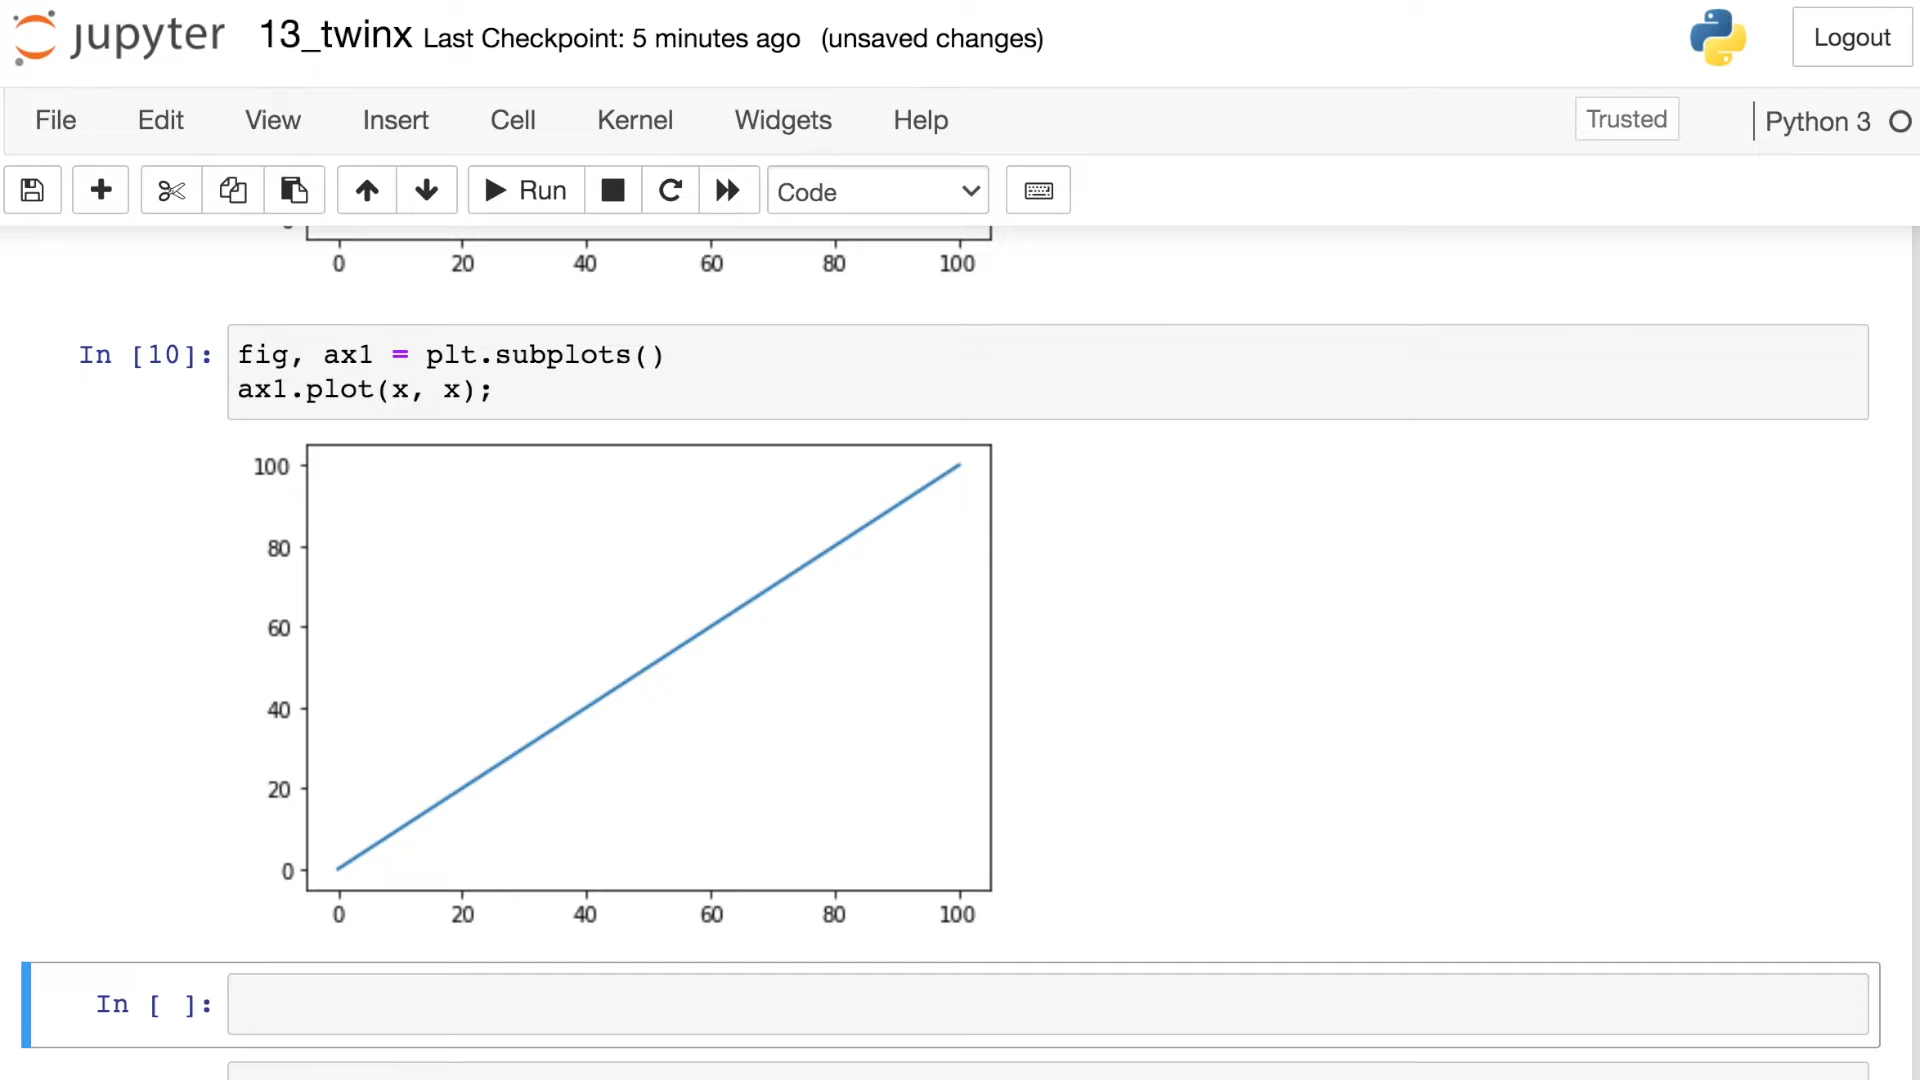 jupyter 13_twinx Last Checkpoint: 5 minutes ago (unsaved changes) Logout
File Edit View Insert Cell Kernel Widgets Help Trusted Python 3
Run Code
0 20 40 60 80 100
In [10]: fig, ax1 = plt.subplots()
ax1.plot(x, x);
100
80
60
40
20
0
0 20 40 60 80 100
In [ ]: